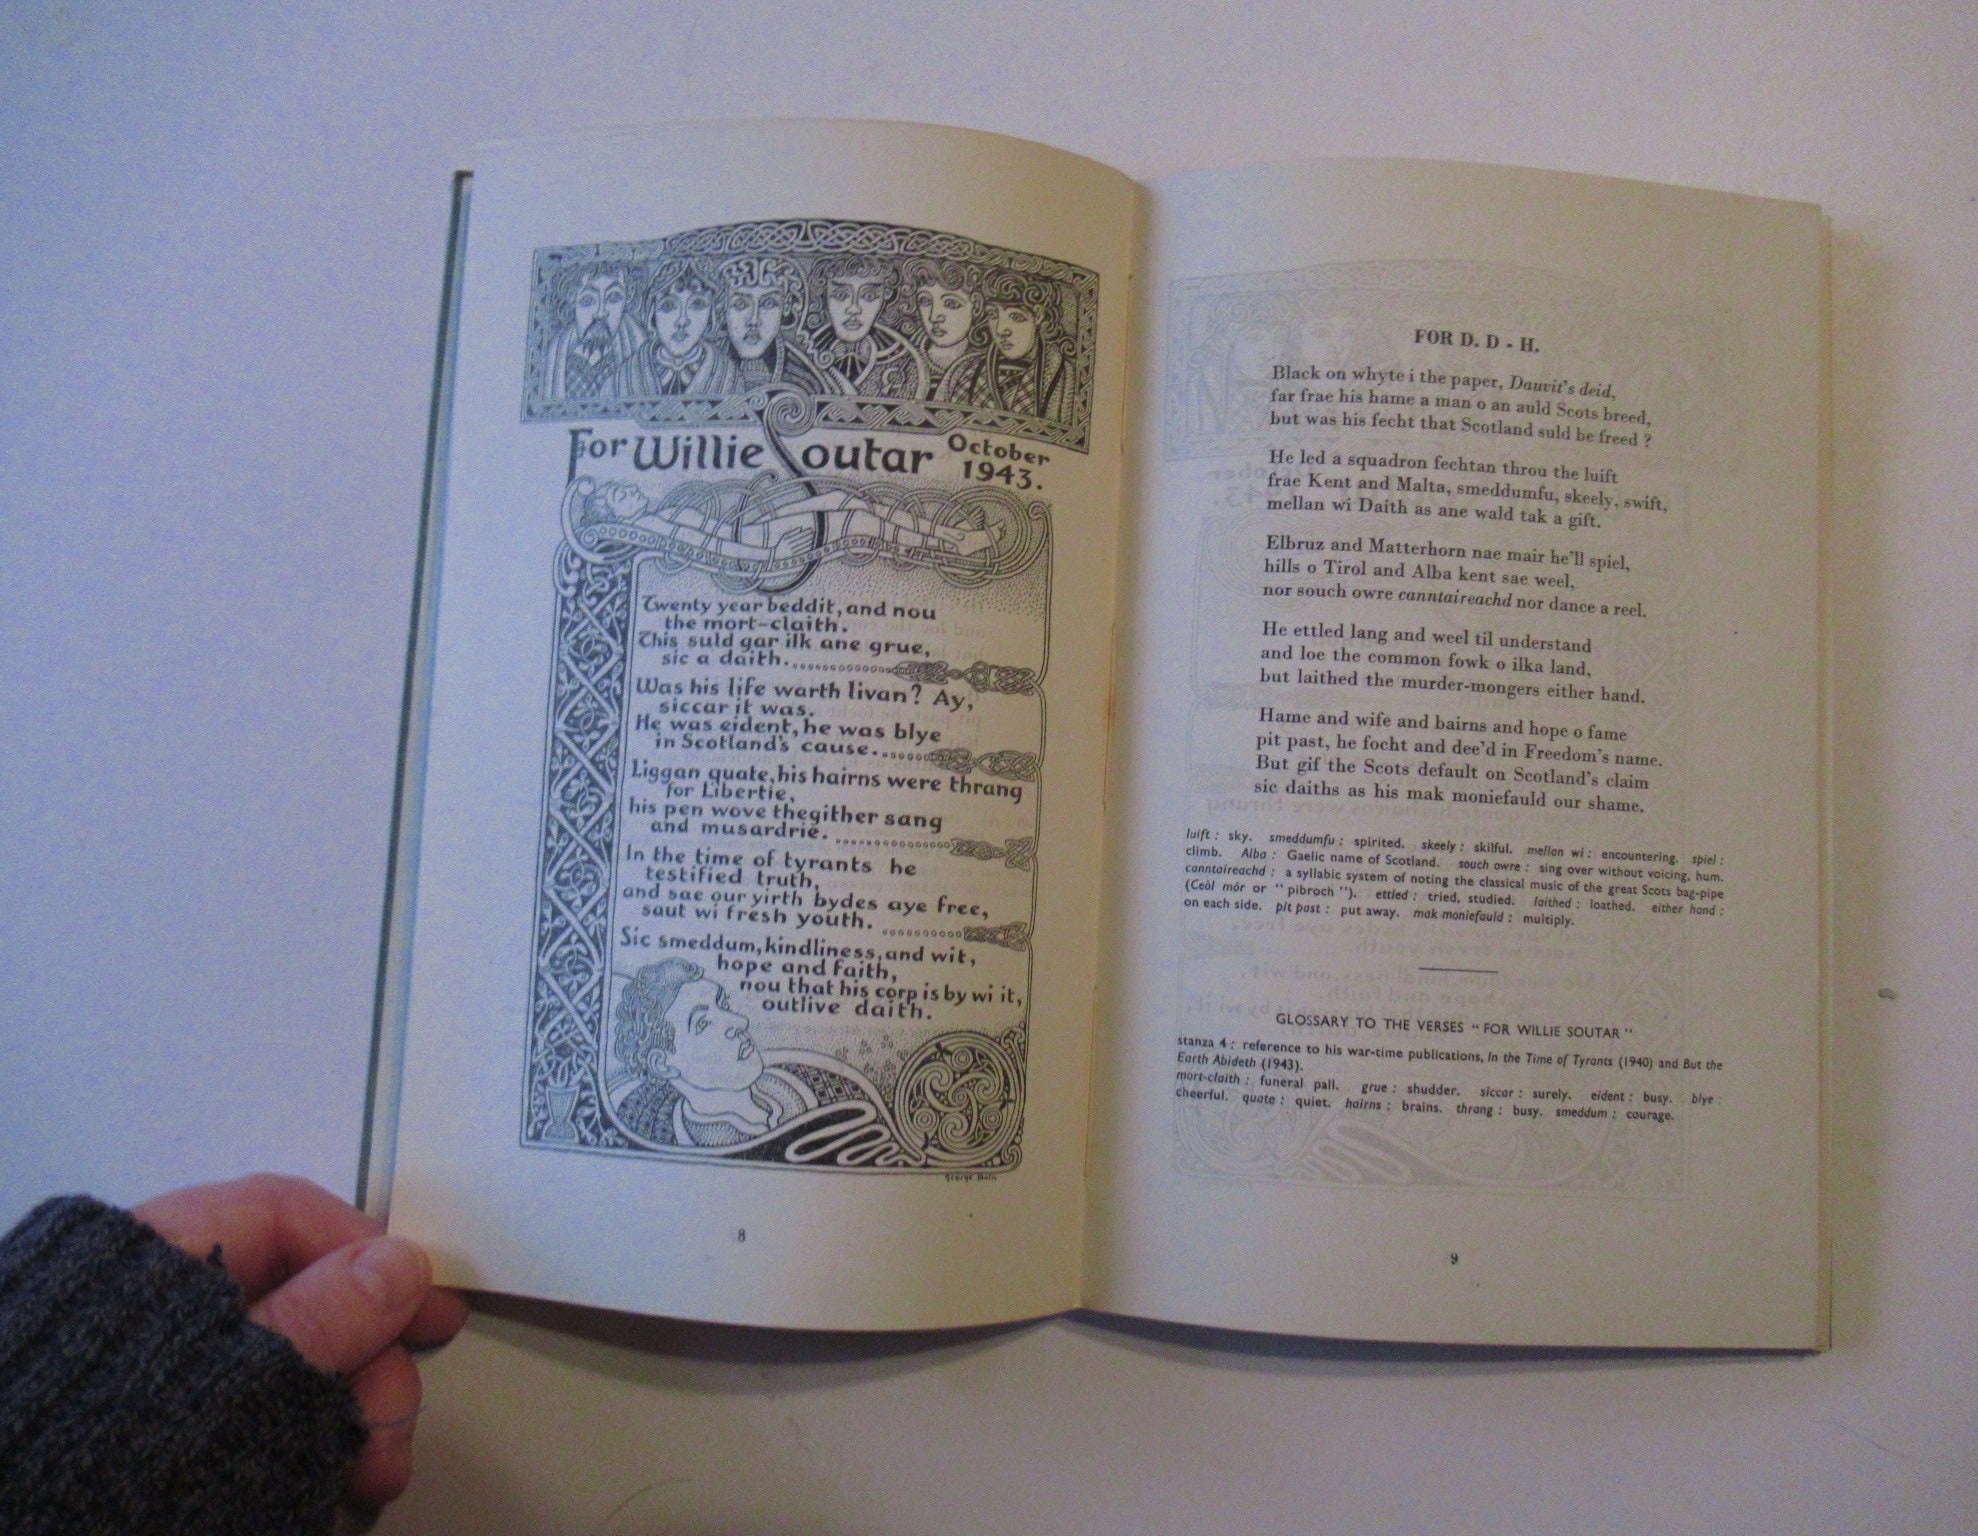 For Willie Soutar October
1943.
Twenty year beddit, and nou
the mort-claith.
This suld gar ilk ane grue,
sic a daith.
Was his life warth livan? Ay,
siccar it was.
He was eident, he was blye
in Scotland's cause.
Liggan quate, his hairns were thrang
for Libertie,
his pen wove thegither sang
and musardrie.
In the time of tyrants he
testified truth,
and sae our yirth bydes aye free,
saut wi fresh youth.
Sic smeddum, kindliness, and wit,
hope and faith,
nou that his corp is by wi it,
outlive daith.
George
8
FOR D. D - H.
Black on whyte i the paper, Dauvit's deid,
far frae his hame a man o an auld Scots breed,
but was his fecht that Scotland suld be freed ?
He led a squadron fechtan throu the luift
frae Kent and Malta, smeddumfu, skeely, swift,
mellan wi Daith as ane wald tak a gift.
Elbruz and Matterhorn nae mair he'll spiel,
hills o Tirol and Alba kent sae weel,
nor souch owre canntaireachd nor dance a reel.
He ettled lang and weel til understand
and loe the common fowk o ilka land,
but laithed the murder-mongers either hand.
Hame and wife and bairns and hope o fame
pit past, he focht and dee'd in Freedom's name.
But gif the Scots default on Scotland's claim
sic daiths as his mak moniefauld our shame.
luift : sky. smeddumfu : spirited. skeely : skilful. mellan wi : encountering. spiel :
climb. Alba : Gaelic name of Scotland. souch owre : sing over without voicing, hum.
canntaireachd : a syllabic system of noting the classical music of the great Scots bag-pipe
(Ceòl mór or " pibroch "). ettled : tried, studied. laithed : loathed. either hand :
on each side. pit past : put away. mak moniefauld : multiply.
GLOSSARY TO THE VERSES " FOR WILLIE SOUTAR "
stanza 4 : reference to his war-time publications, In the Time of Tyrants (1940) and But the
Earth Abideth (1943).
mort-claith : funeral pall. grue : shudder. siccar : surely. eident : busy. blye :
cheerful. quate : quiet. hairns : brains. thrang : busy. smeddum : courage.
9